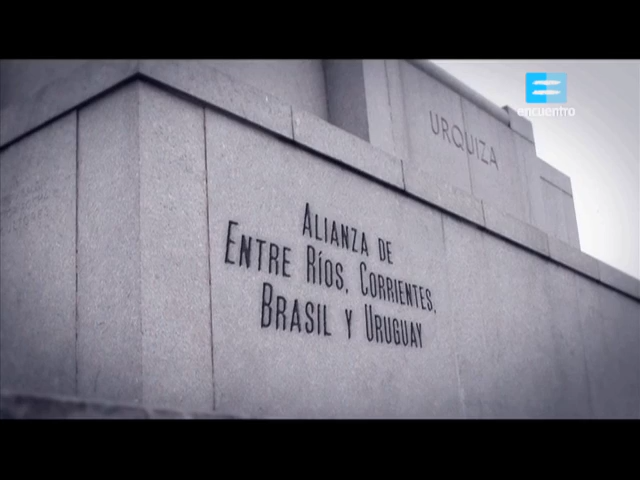 encuentro
URQUIZA
ALIANZA DE
ENTRE RÍOS, CORRIENTES,
BRASIL Y URUGUAY